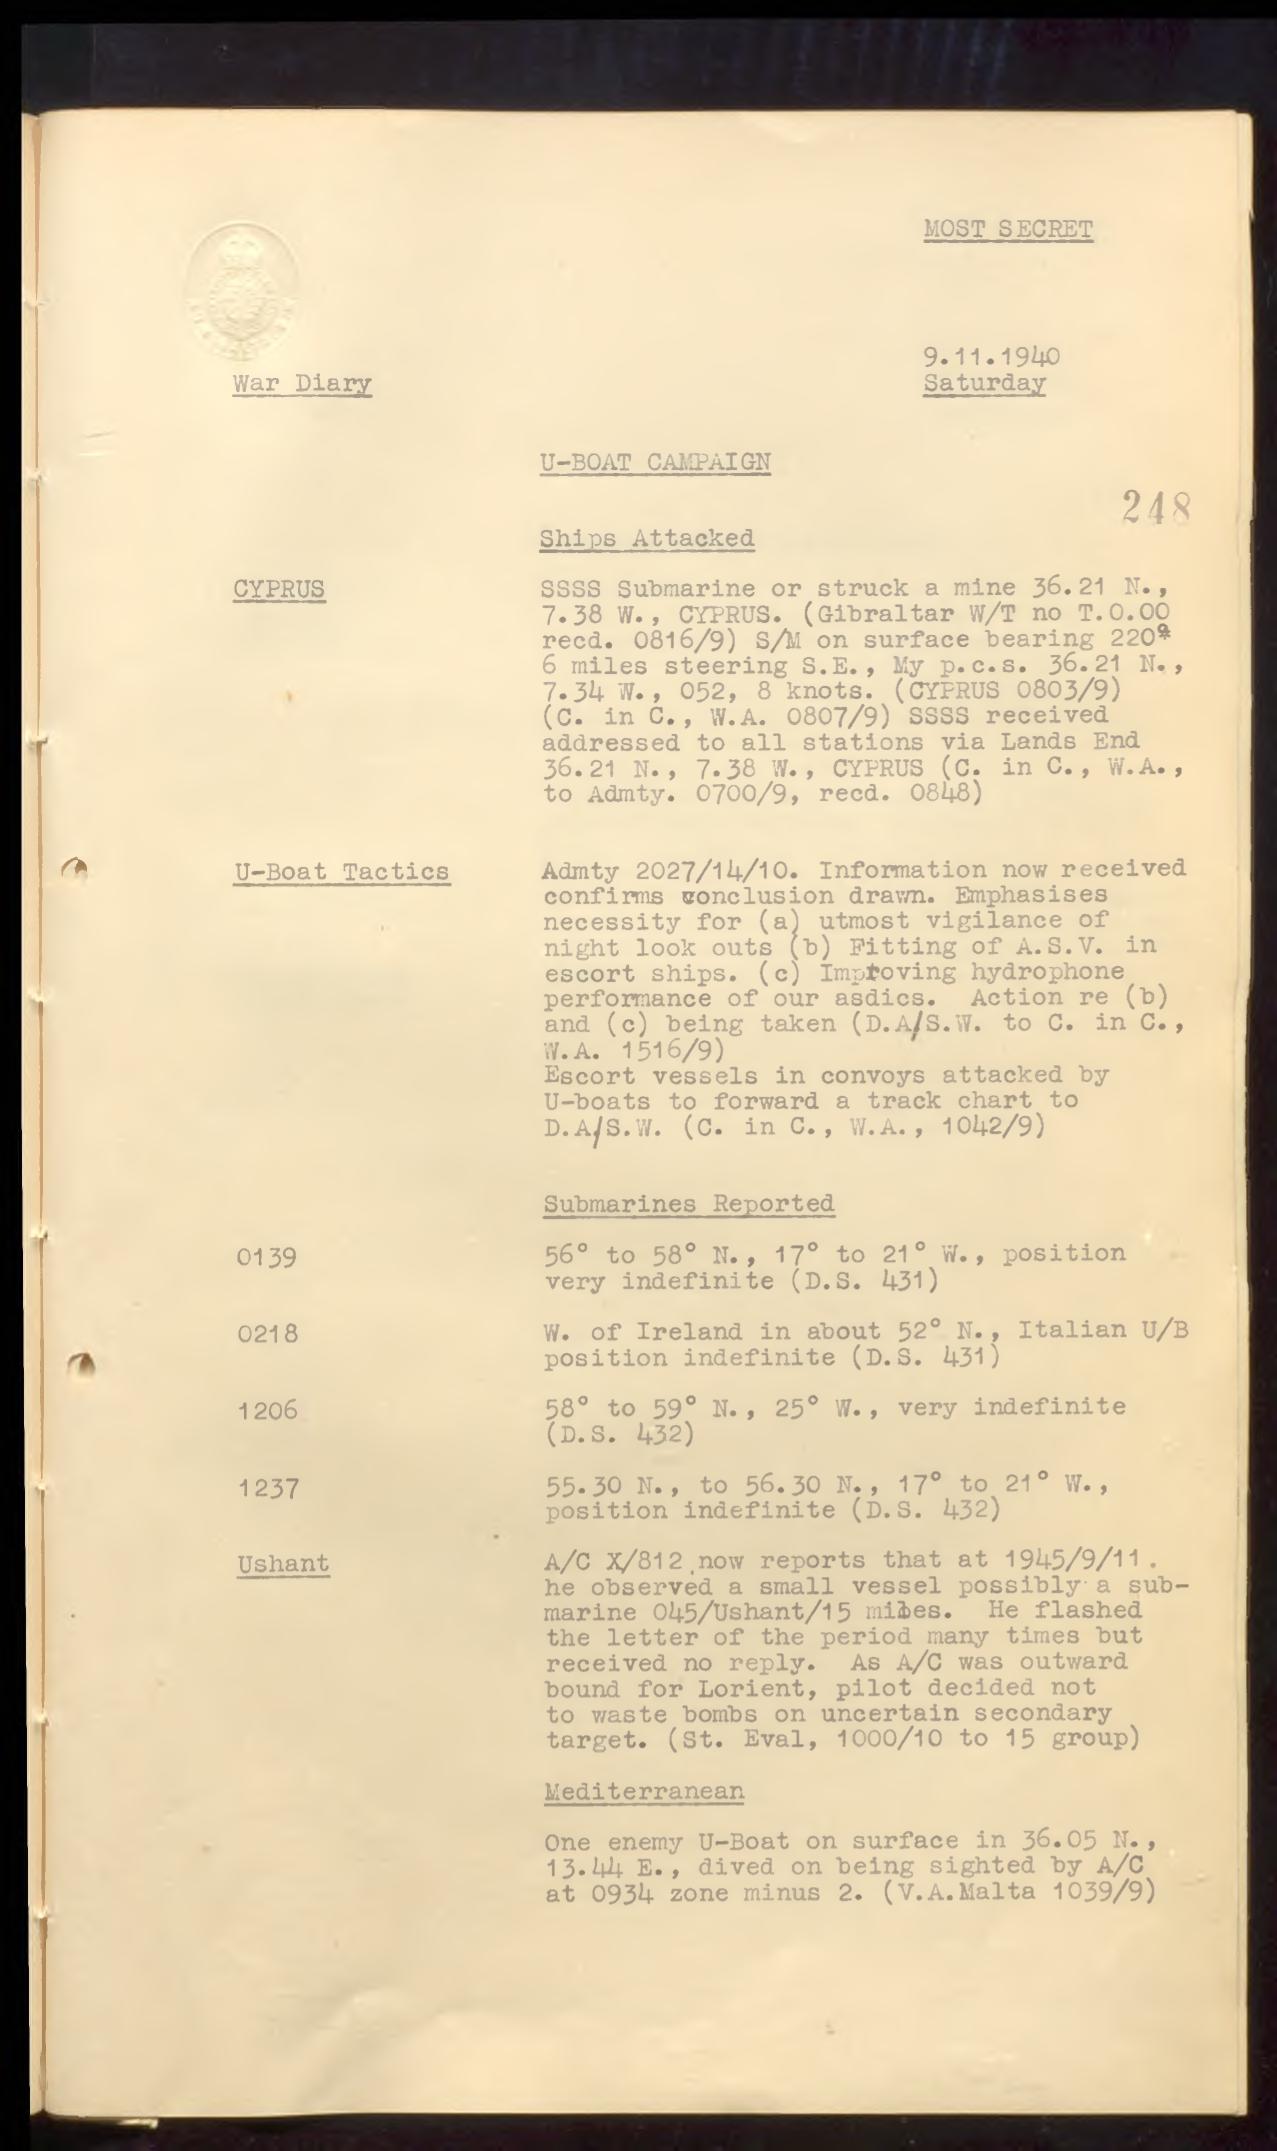 MOST SECRET
9.11.1940
War Diary
Saturday
U-BOAT CAMPAIGN
248
Ships Attacked
CYPRUS
SSSS Submarine or struck a mine 36.21 N.,
7.38 W., CYPRUS. (Gibraltar W/T no T.O.OO
recd. 0816/9) S/M on surface bearing 220°
6 miles steering S.E., My p.c.s. 36.21 N.,
7.34 W., 052, 8 knots. (CYPRUS 0803/9)
(C. in C., W.A. 0807/9) SSSS received
addressed to all stations via Lands End
36.21 N., 7.38 W., CYPRUS (C. in C., W.A.,
to Admty. 0700/9, recd. 0848)
U-Boat Tactics
Admty 2027/14/10. Information now received
confirms conclusion drawn. Emphasises
necessity for (a) utmost vigilance of
night look outs (b) Fitting of A.S.V. in
escort ships. (c) Improving hydrophone
performance of our asdics. Action re (b)
and (c) being taken (D.A/S.W. to C. in C.,
W.A. 1516/9)
Escort vessels in convoys attacked by
U-boats to forward a track chart to
D.A/S.W. (C. in C., W.A., 1042/9)
Submarines Reported
0139
56° to 58° N., 17° to 21° W., position
very indefinite (D.S. 431)
0218
W. of Ireland in about 52° N., Italian U/B
position indefinite (D.S. 431)
1206
58° to 59° N., 25° W., very indefinite
(D.S. 432)
1237
55.30 N., to 56.30 N., 17° to 21° W.,
position indefinite (D.S. 432)
Ushant
A/C X/812 now reports that at 1945/9/11.
he observed a small vessel possibly a sub-
marine 045/Ushant/15 miles. He flashed
the letter of the period many times but
received no reply. As A/C was outward
bound for Lorient, pilot decided not
to waste bombs on uncertain secondary
target. (St. Eval, 1000/10 to 15 group)
Mediterranean
One enemy U-Boat on surface in 36.05 N.,
13.44 E., dived on being sighted by A/C
at 0934 zone minus 2. (V.A.Malta 1039/9)